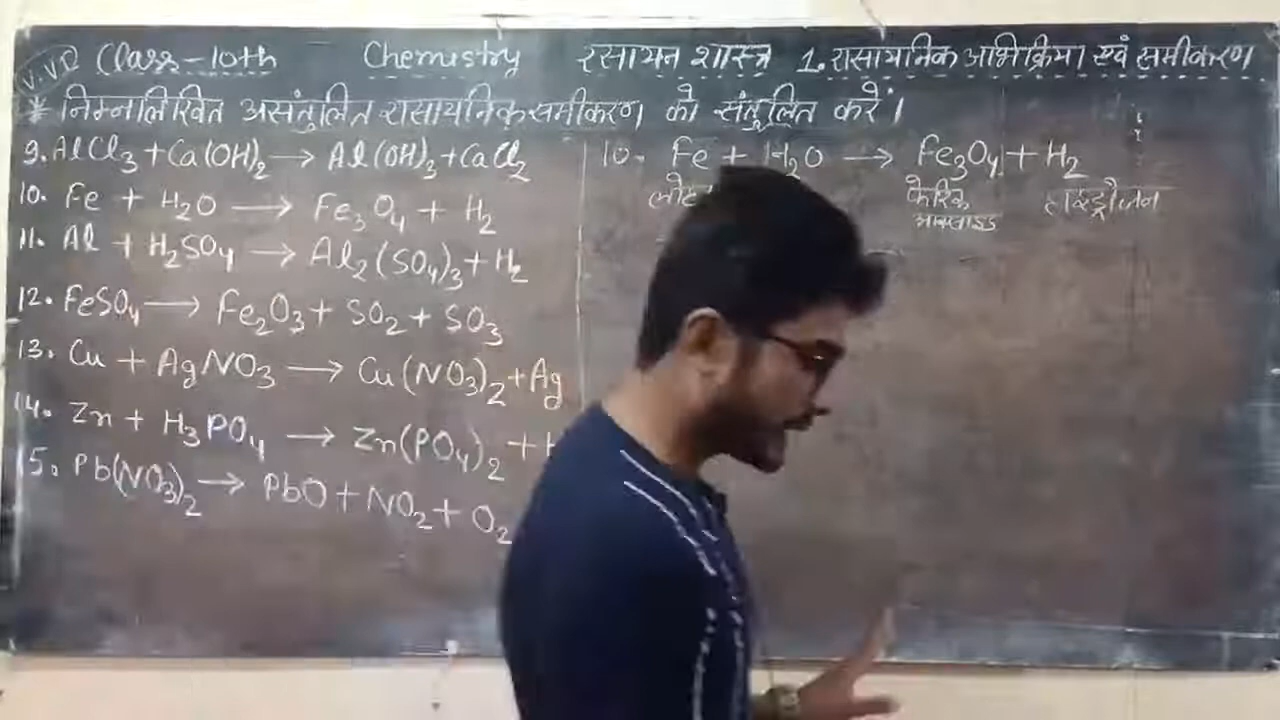 V.V.I Class-10th Chemistry रसायन शास्त्र 1. रासायनिक अभिक्रिया एवं समीकरण
* निम्नलिखित असंतुलित रासायनिक समीकरण को संतुलित करें।
9. AlCl₃ + Ca(OH)₂ → Al(OH)₃ + CaCl₂
10. Fe + H₂O → Fe₃O₄ + H₂
11. Al + H₂SO₄ → Al₂(SO₄)₃ + H₂
12. FeSO₄ → Fe₂O₃ + SO₂ + SO₃
13. Cu + AgNO₃ → Cu(NO₃)₂ + Ag
14. Zn + H₃PO₄ → Zn(PO₄)₂ +
15. Pb(NO₃)₂ → PbO + NO₂ + O₂
10. Fe + H₂O → Fe₃O₄ + H₂
फेरिक हाइड्रोजन